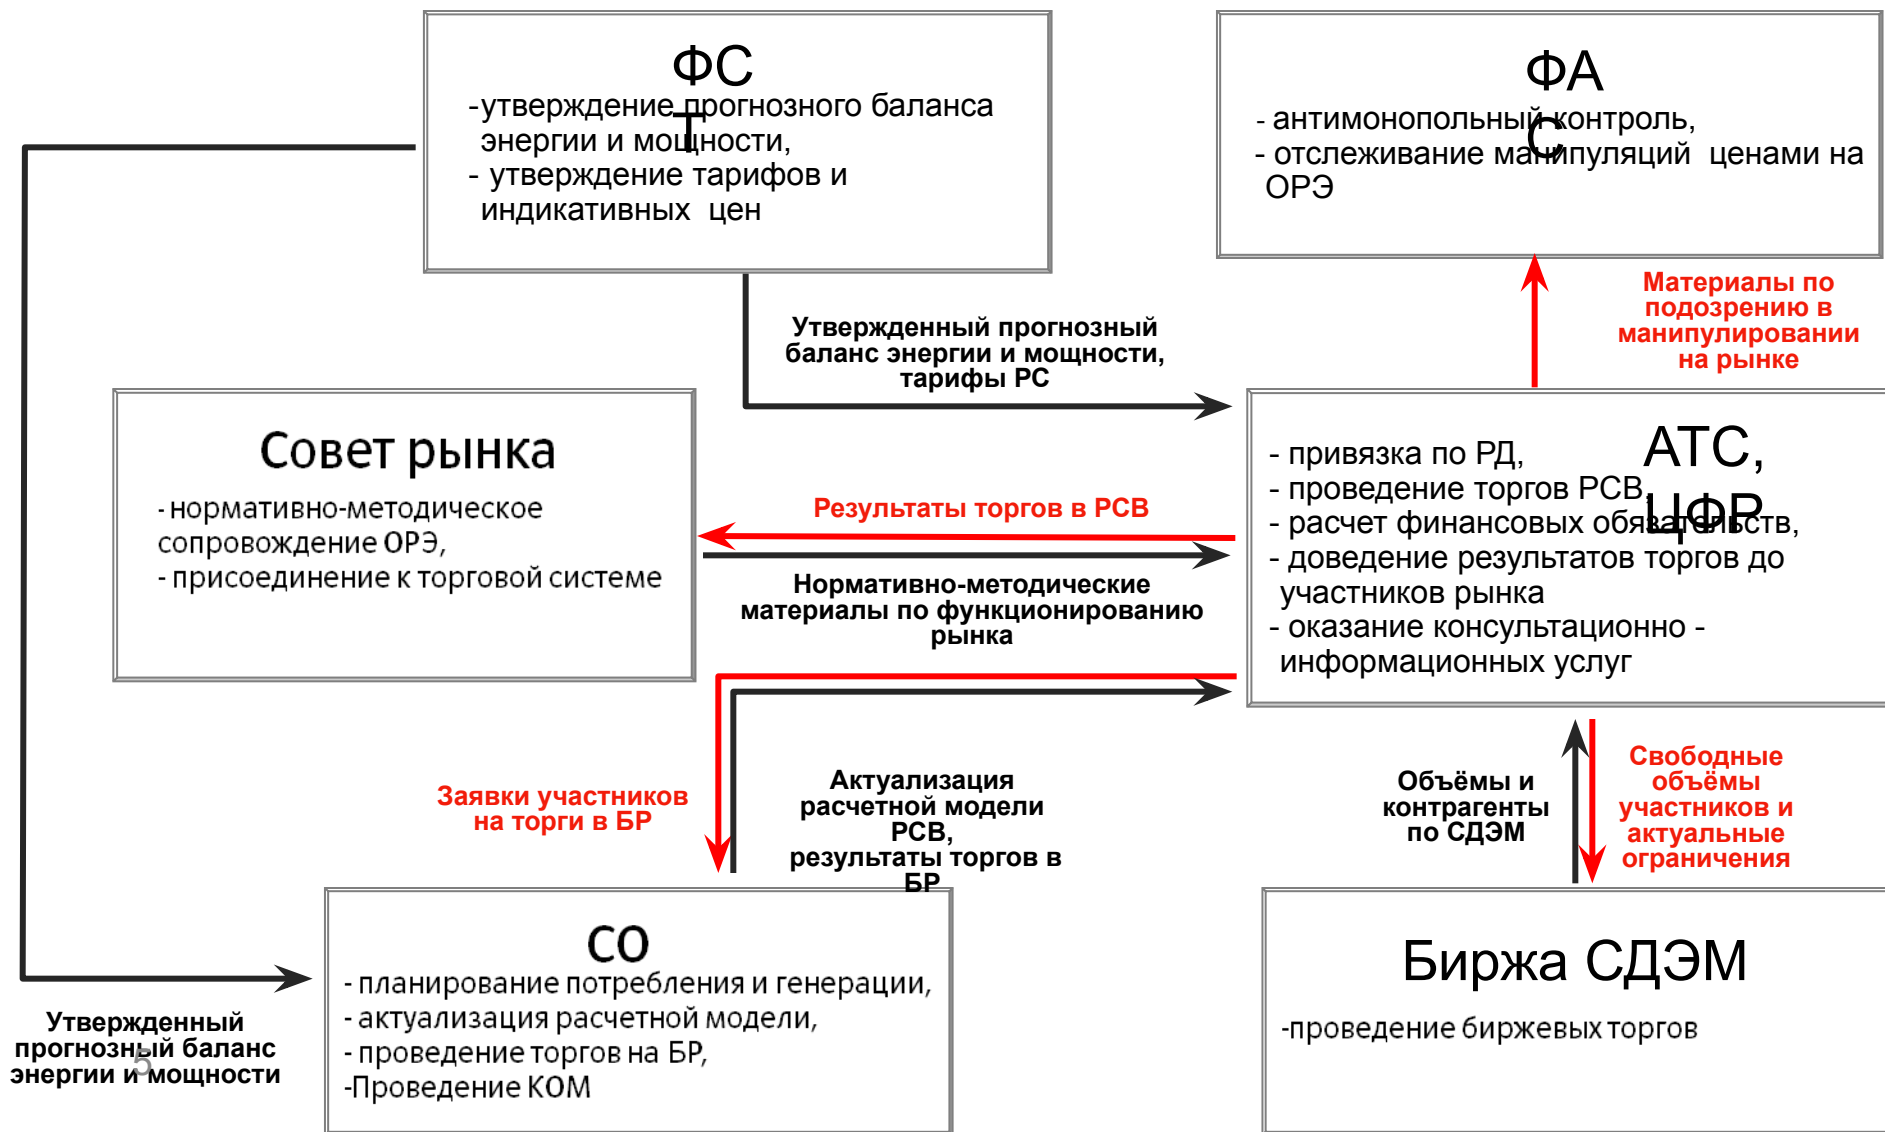 ФС
Т
-утверждение прогнозного баланса
энергии и мощности,
- утверждение тарифов и
индикативных цен
ФА
С
- антимонопольный контроль,
- отслеживание манипуляций ценами на
ОРЭ
Утвержденный прогнозный
баланс энергии и мощности,
тарифы РС
Материалы по
подозрению в
манипулировании
на рынке
Совет рынка
- нормативно-методическое
сопровождение ОРЭ,
- присоединение к торговой системе
Результаты торгов в РСВ
Нормативно-методические
материалы по функционированию
рынка
АТС,
ЦФР
- привязка по РД,
- проведение торгов РСВ,
- расчет финансовых обязательств,
- доведение результатов торгов до
участников рынка
- оказание консультационно -
информационных услуг
Заявки участников
на торги в БР
Актуализация
расчетной модели
РСВ,
результаты торгов в
БР
Объёмы и
контрагенты
по СДЭМ
Свободные
объёмы
участников и
актуальные
ограничения
СО
- планирование потребления и генерации,
- актуализация расчетной модели,
- проведение торгов на БР,
-Проведение КОМ
Биржа СДЭМ
-проведение биржевых торгов
Утвержденный
прогнозный баланс
энергии и мощности
5